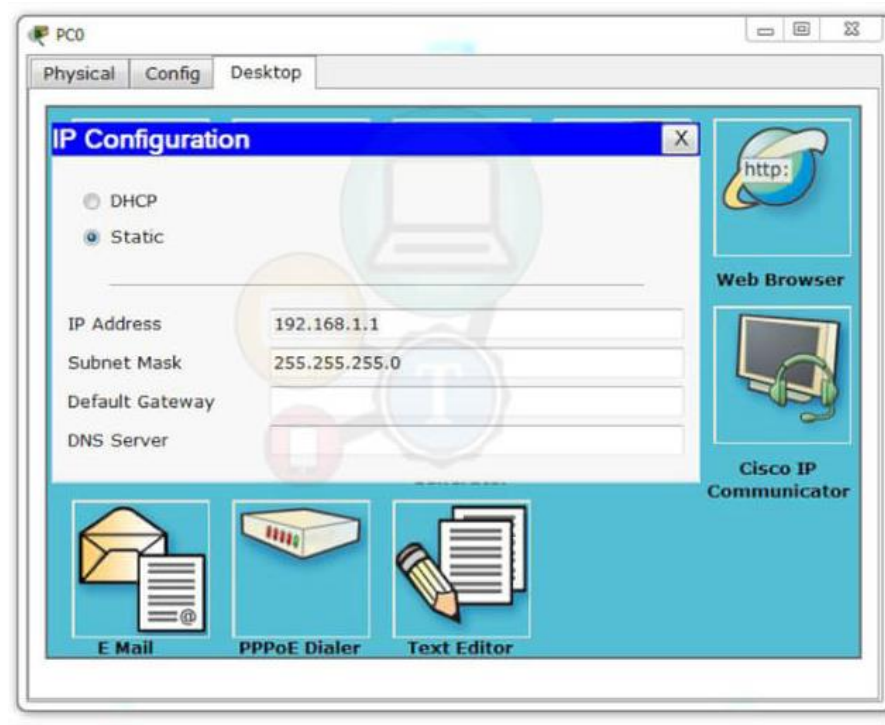 PC0
Physical Config Desktop
IP Configuration X
http:
DHCP
Static
Web Browser
IP Address 192.168.1.1
Subnet Mask 255.255.255.0
Default Gateway
DNS Server
T
Cisco IP
Communicator
@
E Mail PPPoE Dialer Text Editor